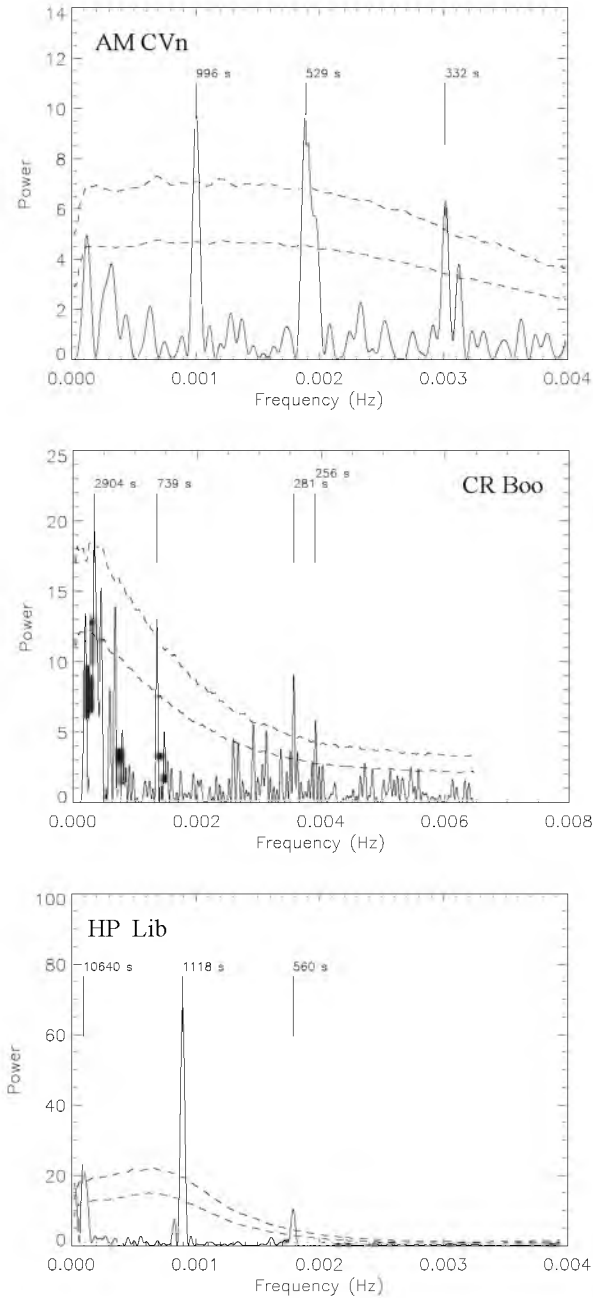 AM CVn
996 s
529 s
332 s
14
12
10
8
6
4
2
0
Power
0.000
0.001
0.002
0.003
0.004
Frequency (Hz)
CR Boo
256 s
2904 s
739 s
281 s
25
20
15
10
5
0
Power
0.000
0.002
0.004
0.006
0.008
Frequency (Hz)
HP Lib
10640 s
1118 s
560 s
100
80
60
40
20
0
Power
0.000
0.001
0.002
0.003
0.004
Frequency (Hz)